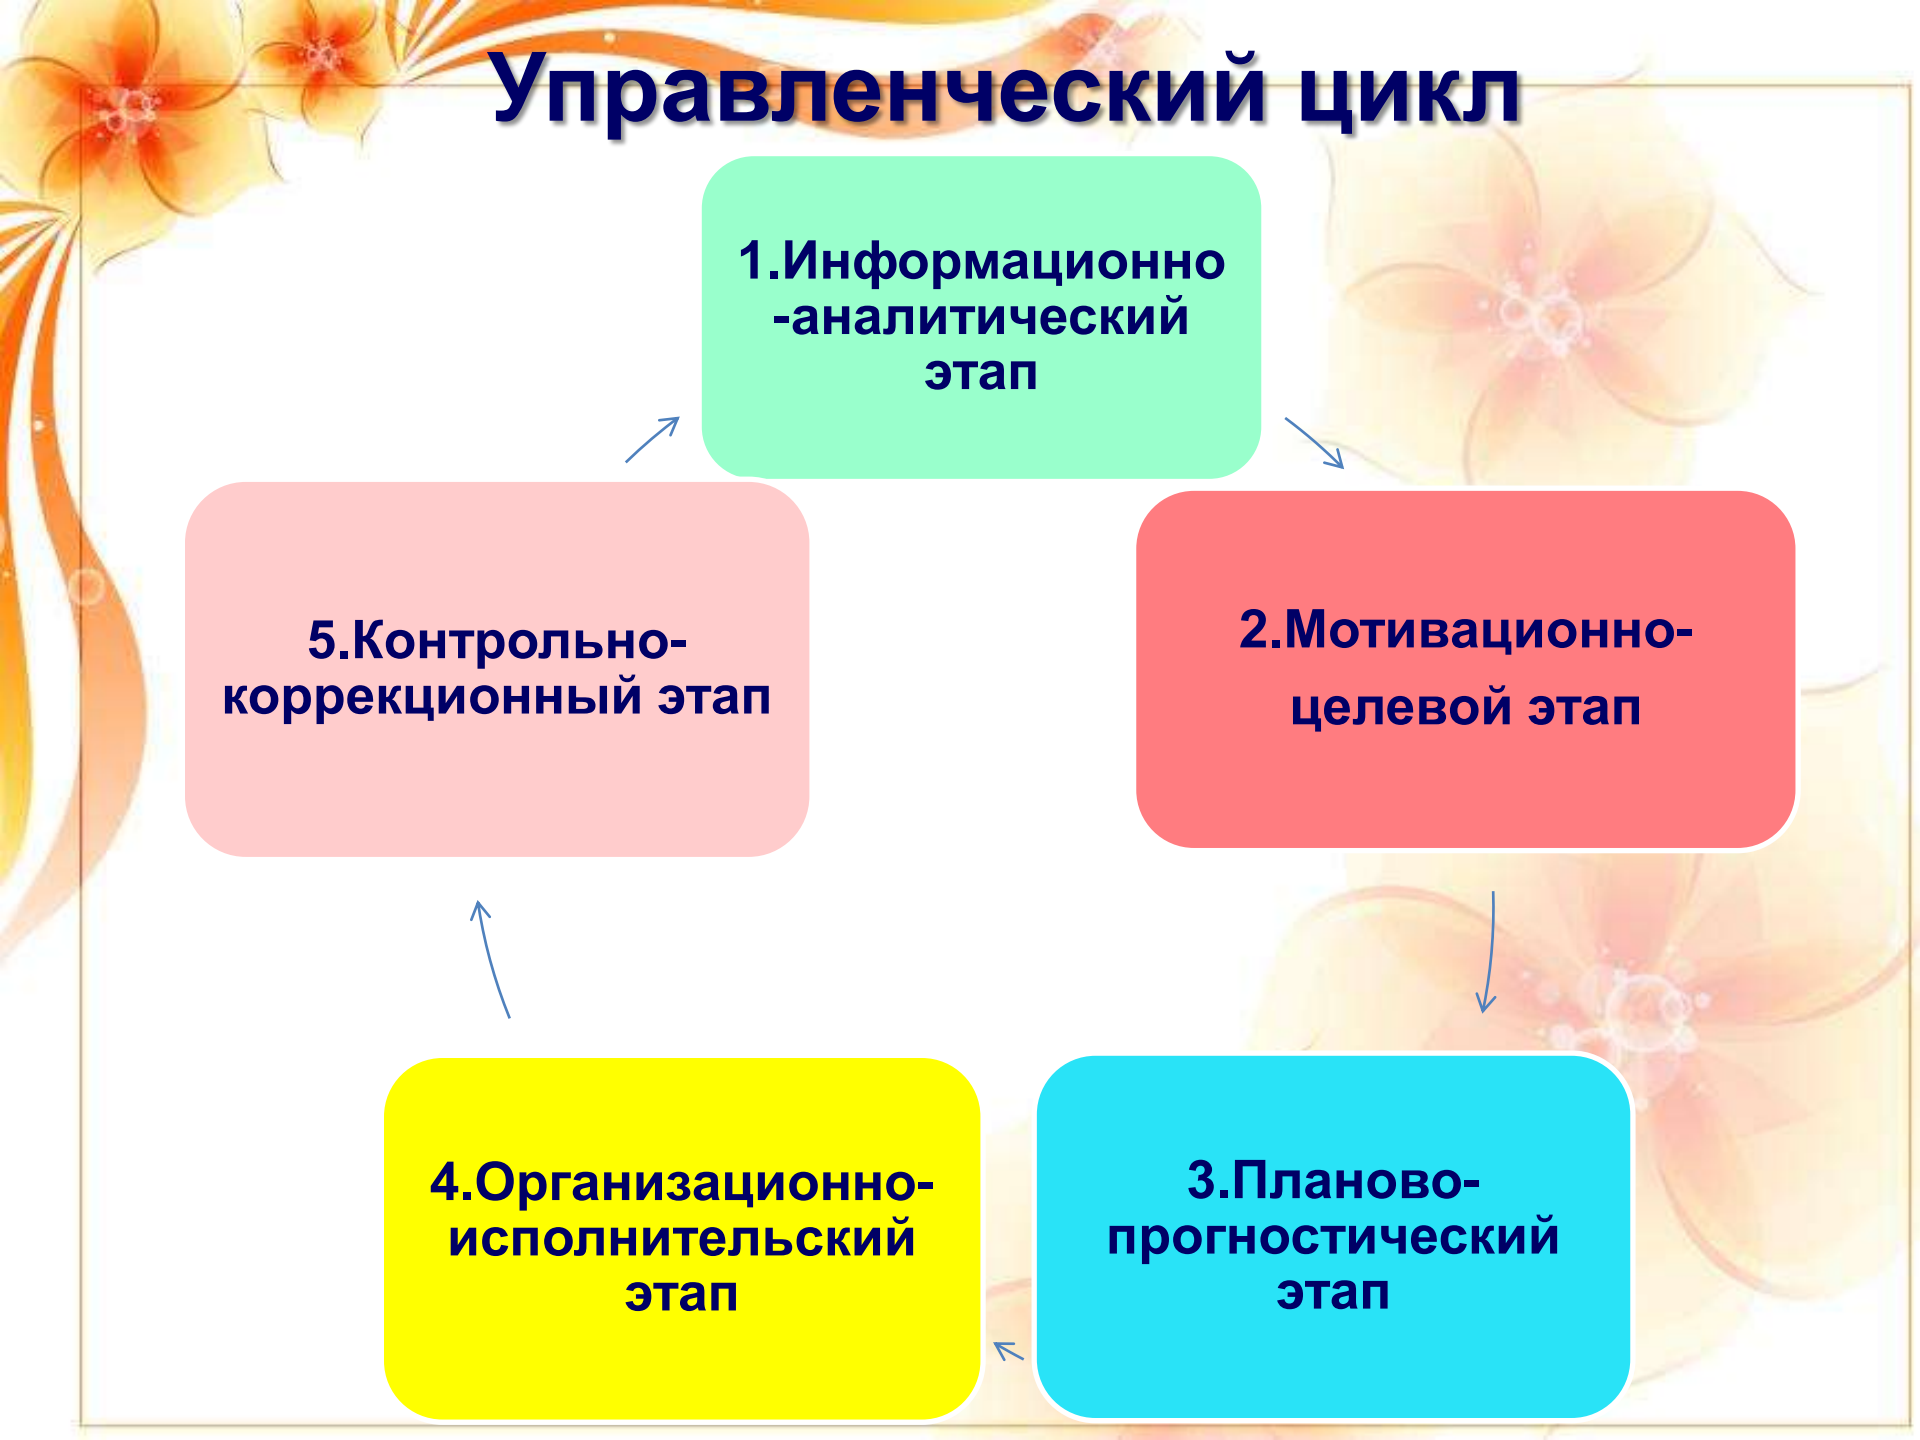 Управленческий цикл
1.Информационно
-аналитический
этап
2.Мотивационно-
целевой этап
3.Планово-
прогностический
этап
4.Организационно-
исполнительский
этап
5.Контрольно-
коррекционный этап